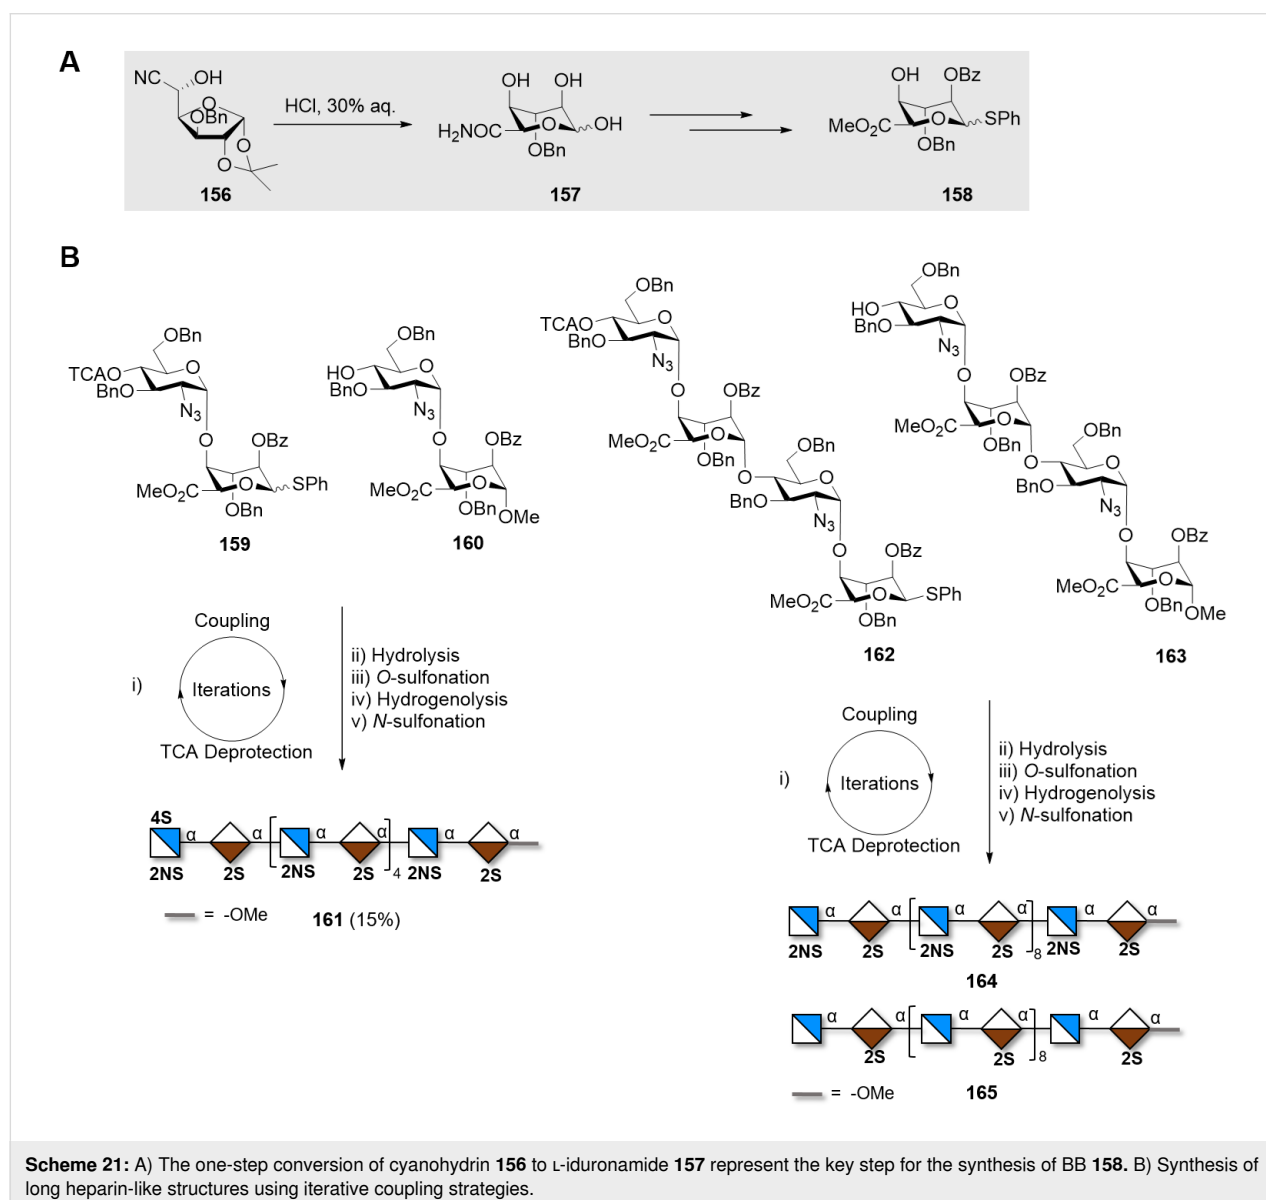 A
NC
OH
O
OBn
O
O
156
HCl, 30% aq.
OH
OH
H2NOC
O
OH
OBn
157
OH
OBz
MeO2C
O
SPh
OBn
158
B
OBn
TCAO
O
BnO
N3
O
OBz
MeO2C
O
SPh
OBn
159
OBn
HO
O
BnO
N3
O
OBz
MeO2C
O
OBn
OMe
160
OBn
TCAO
O
BnO
N3
O
OBz
MeO2C
O
OBn
O
OBn
O
BnO
N3
O
OBz
MeO2C
O
SPh
OBn
162
OBn
HO
O
BnO
N3
O
OBz
MeO2C
O
OBn
O
OBn
O
BnO
N3
O
OBz
MeO2C
O
OBn
OMe
163
Coupling
i)
Iterations
TCA Deprotection
ii) Hydrolysis
iii) O-sulfonation
iv) Hydrogenolysis
v) N-sulfonation
4S
α α α α α α
2NS 2S 2NS 2S 4 2NS 2S
= -OMe
161 (15%)
Coupling
i)
Iterations
TCA Deprotection
ii) Hydrolysis
iii) O-sulfonation
iv) Hydrogenolysis
v) N-sulfonation
α α α α α α
2NS 2S 2NS 2S 8 2NS 2S
164
α α α α α α
2S 2S 8 2S
= -OMe
165
Scheme 21: A) The one-step conversion of cyanohydrin 156 to L-iduronamide 157 represent the key step for the synthesis of BB 158. B) Synthesis of
long heparin-like structures using iterative coupling strategies.